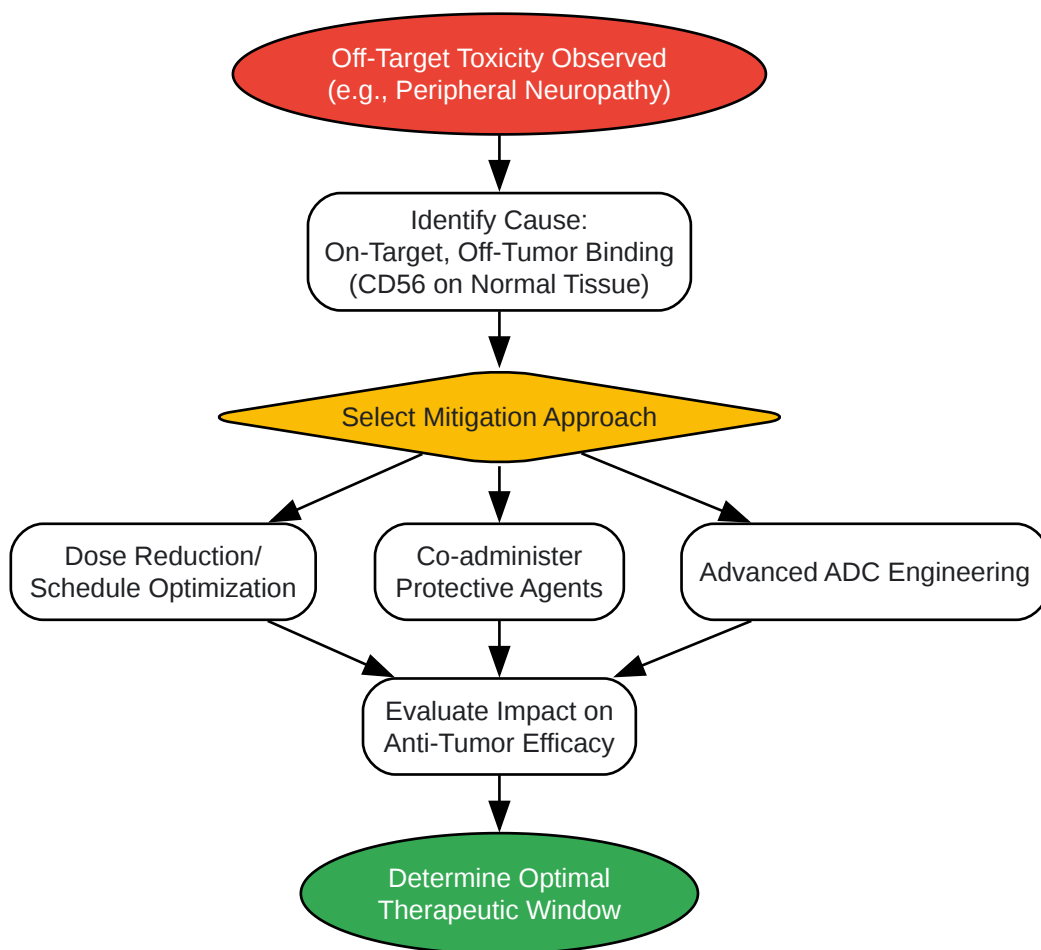 Off-Target Toxicity Observed
(e.g., Peripheral Neuropathy)
Identify Cause:
On-Target, Off-Tumor Binding
(CD56 on Normal Tissue)
Select Mitigation Approach
Dose Reduction/
Schedule Optimization
Co-administer
Protective Agents
Advanced ADC Engineering
Evaluate Impact on
Anti-Tumor Efficacy
Determine Optimal
Therapeutic Window